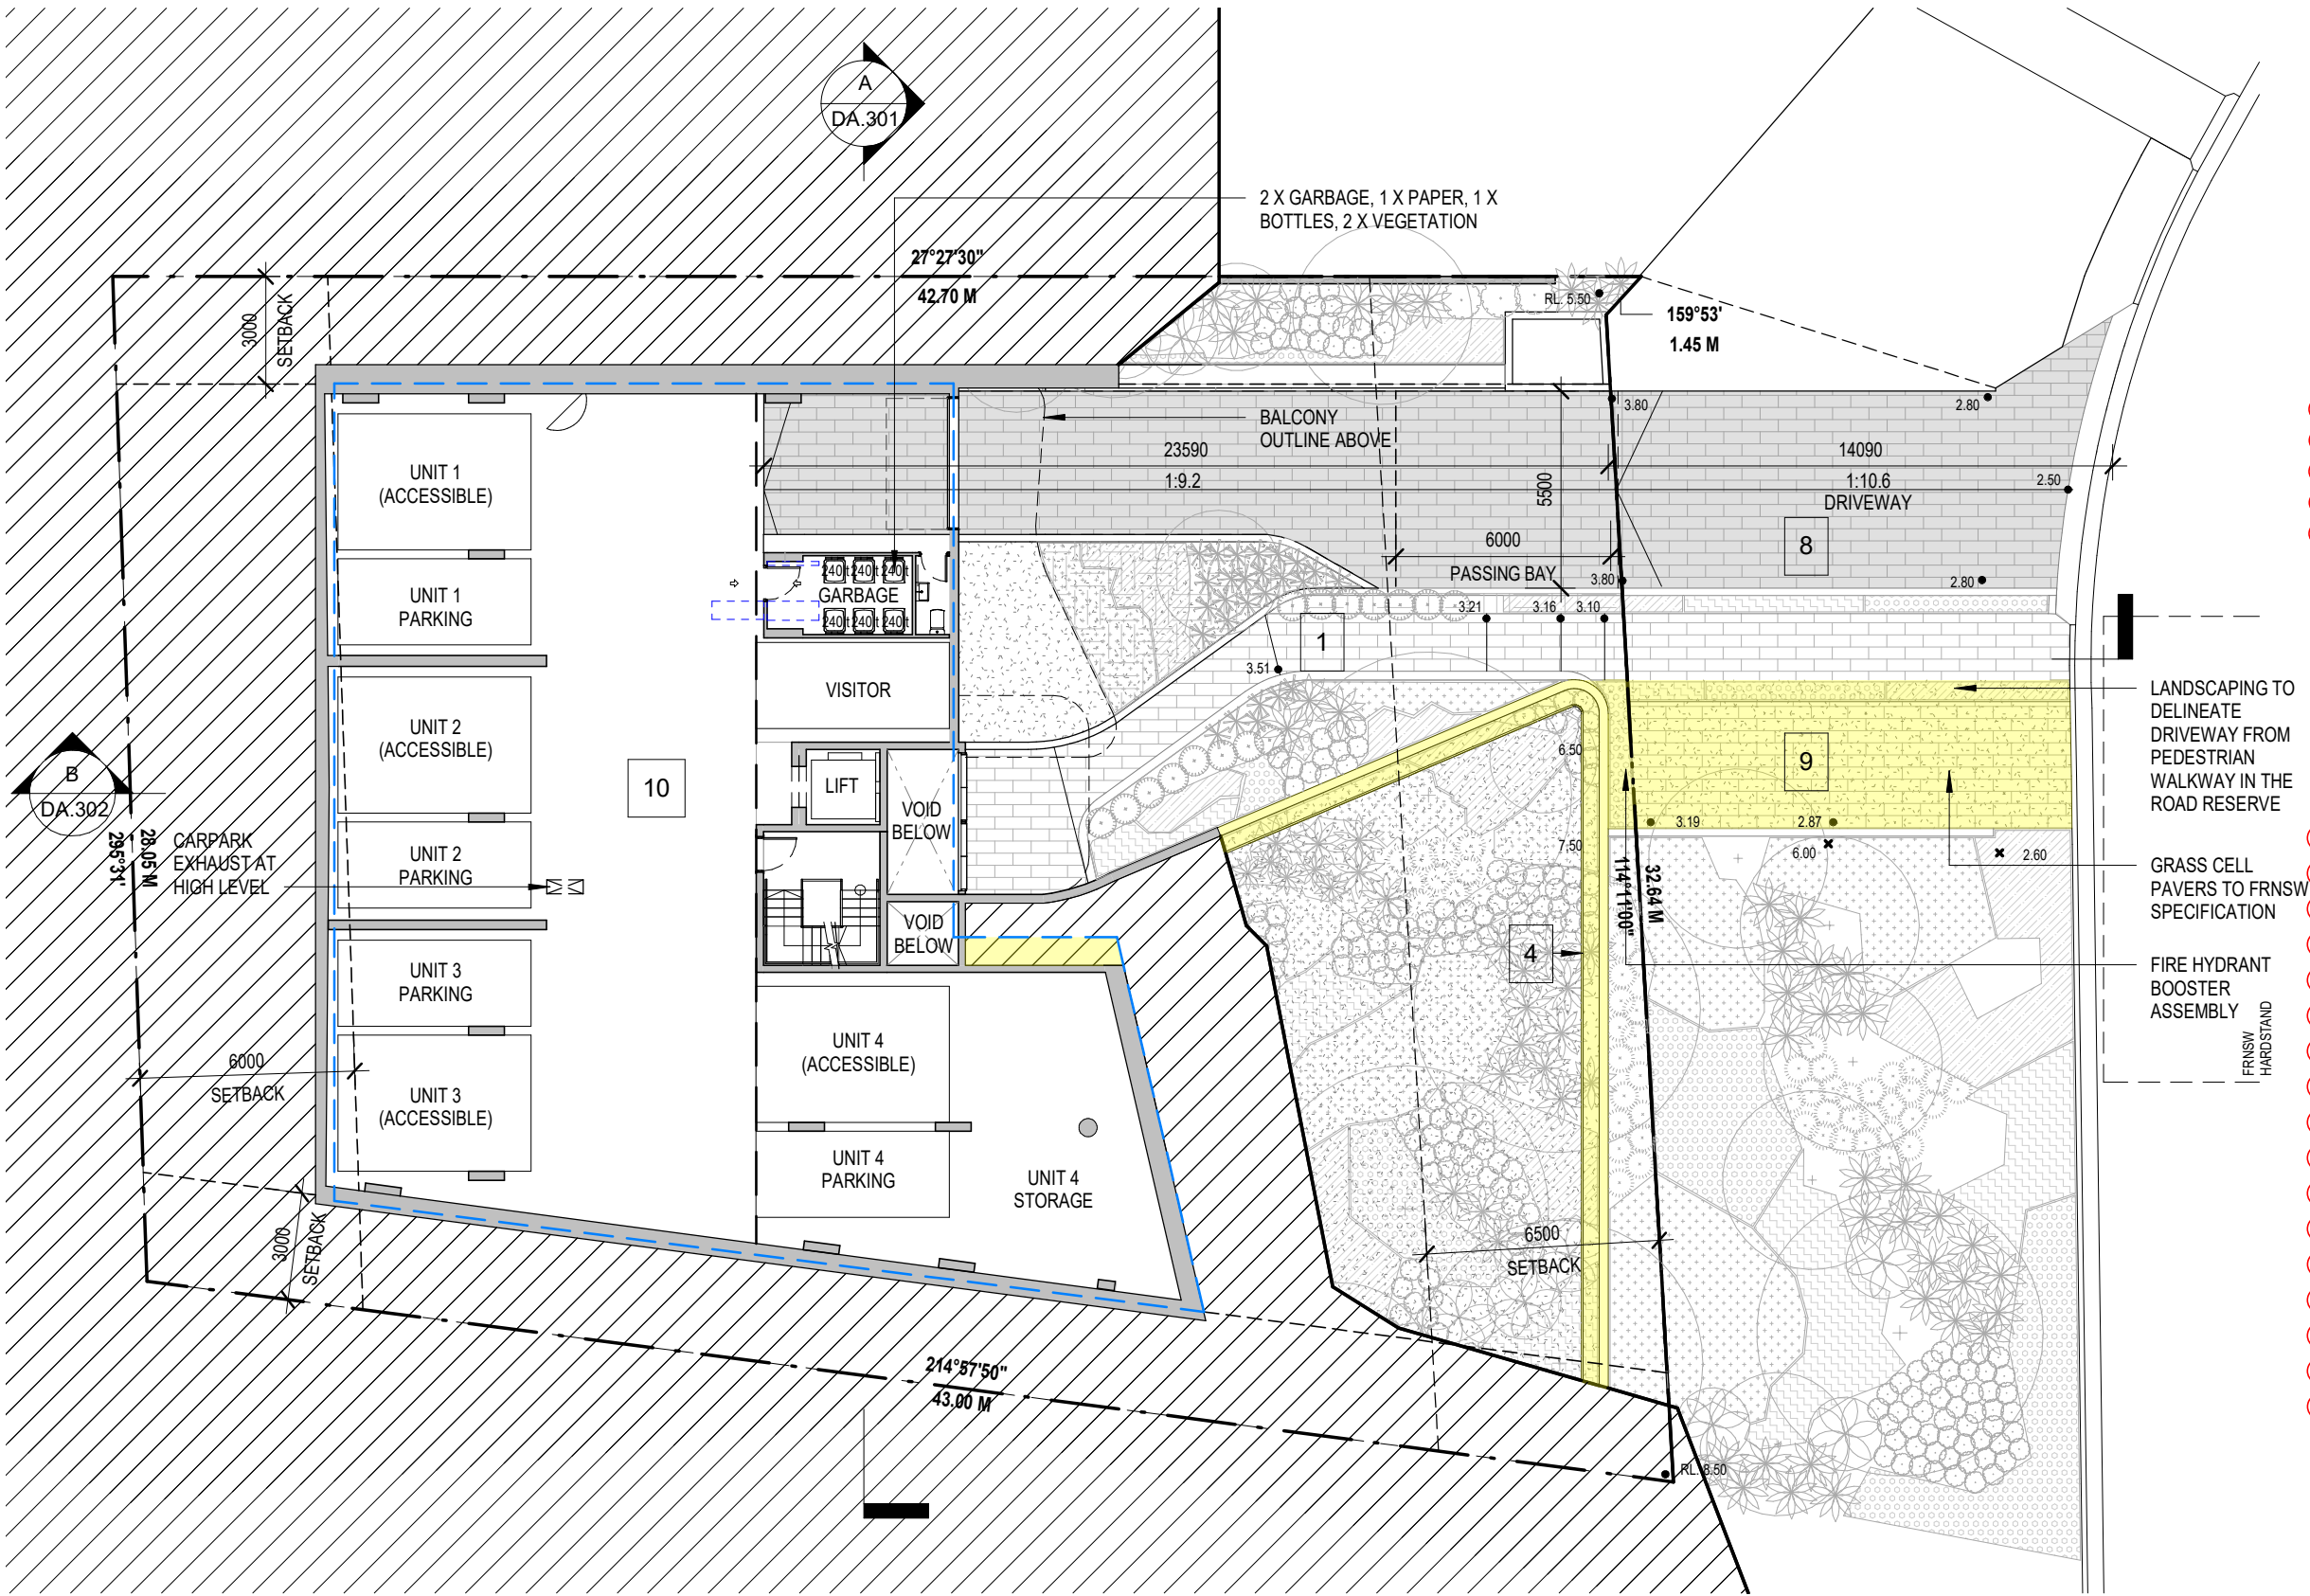 A
DA.301
2 X GARBAGE, 1 X PAPER, 1 X
BOTTLES, 2 X VEGETATION
27°27'30"
42.70 M
3000
SETBACK
RL. 5.50
159°53'
1.45 M
BALCONY
OUTLINE ABOVE
3.80
2.80
23590
14090
1:9.2
1:10.6
2.50
DRIVEWAY
5500
8
6000
PASSING BAY
3.80
2.80
UNIT 1
(ACCESSIBLE)
UNIT 1
PARKING
240lt 240lt 240lt
GARBAGE
240lt 240lt 240lt
3.21
3.16
3.10
1
3.51
VISITOR
UNIT 2
(ACCESSIBLE)
10
LIFT
VOID
BELOW
6.50
9
LANDSCAPING TO
DELINEATE
DRIVEWAY FROM
PEDESTRIAN
WALKWAY IN THE
ROAD RESERVE
B
DA.302
28.05 M
295°31'
CARPARK
EXHAUST AT
HIGH LEVEL
UNIT 2
PARKING
3.19
2.87
7.50
6.00
2.60
32.64 M
114°11'00"
GRASS CELL
PAVERS TO FRNSW
SPECIFICATION
VOID
BELOW
4
UNIT 3
PARKING
FIRE HYDRANT
BOOSTER
ASSEMBLY
FRNSW
HARDSTAND
UNIT 4
(ACCESSIBLE)
6000
SETBACK
UNIT 3
(ACCESSIBLE)
UNIT 4
PARKING
UNIT 4
STORAGE
3000
SETBACK
6500
SETBACK
214°57'50"
43.00 M
RL. 8.50